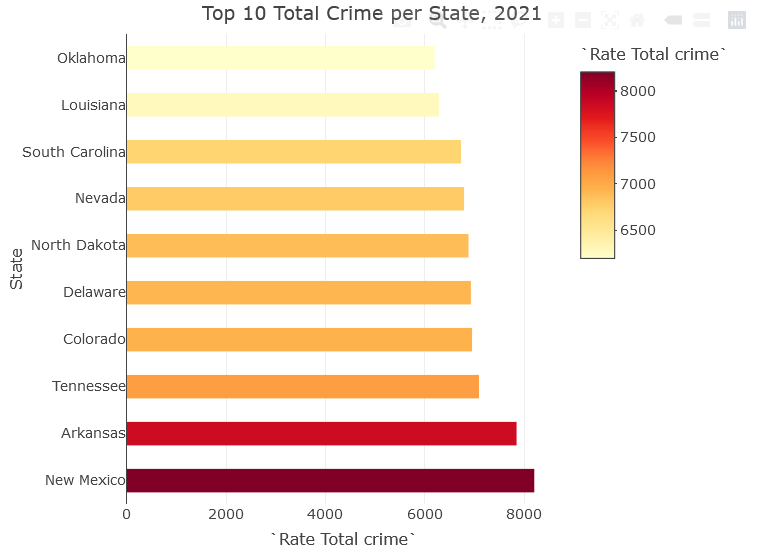 Top 10 Total Crime per State, 2021
`Rate Total crime`
8000
7500
7000
6500
State
Oklahoma
Louisiana
South Carolina
Nevada
North Dakota
Delaware
Colorado
Tennessee
Arkansas
New Mexico
0 2000 4000 6000 8000
`Rate Total crime`